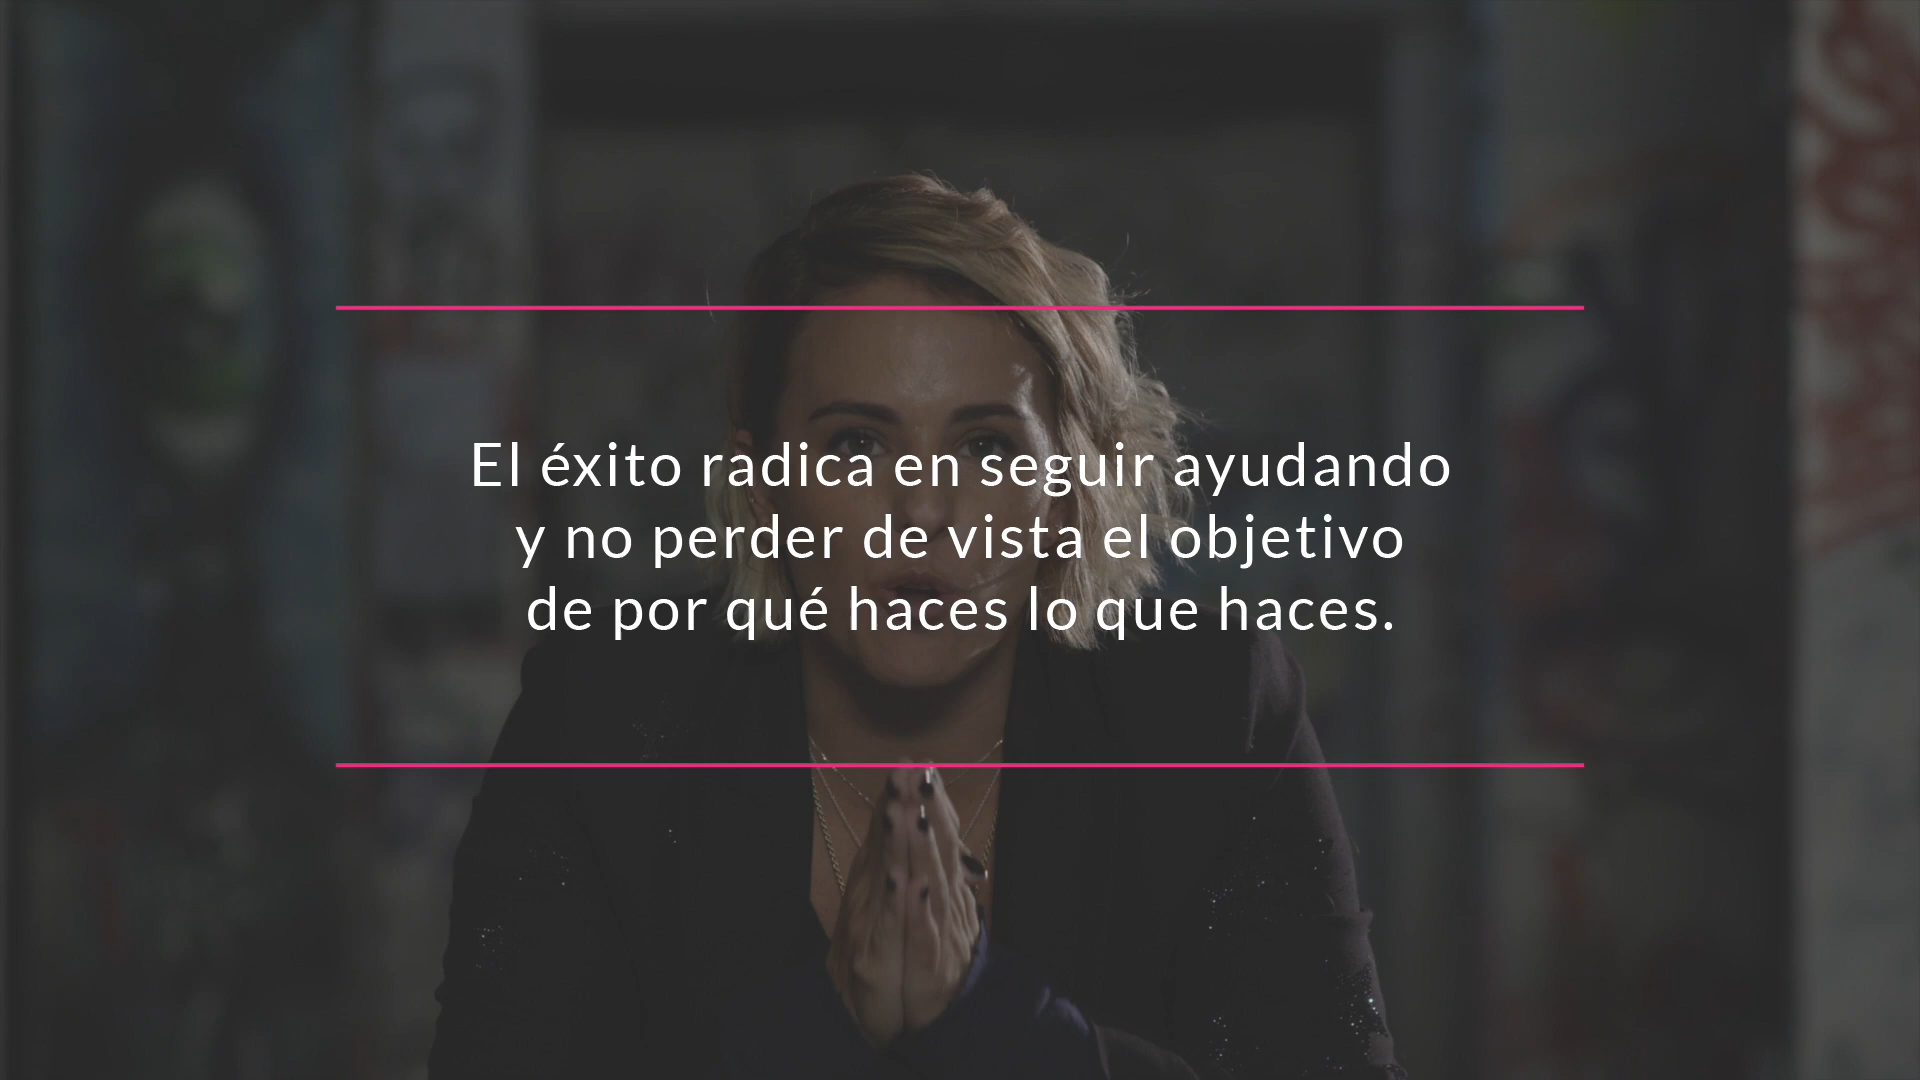 El éxito radica en seguir ayudando
y no perder de vista el objetivo
de por qué haces lo que haces.